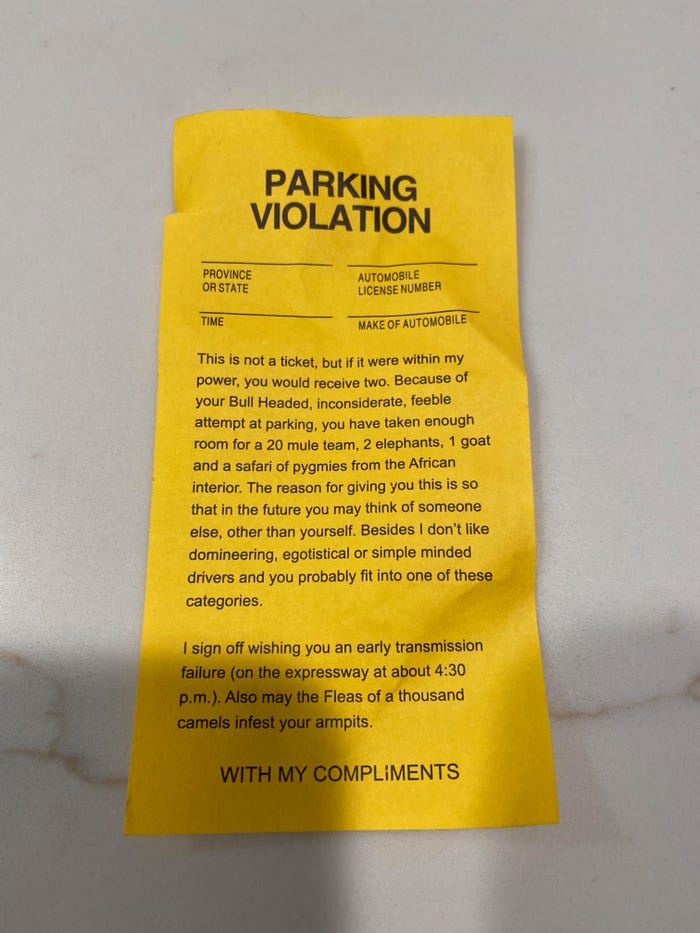 PARKING
VIOLATION
PROVINCE
OR STATE
AUTOMOBILE
LICENSE NUMBER
TIME
MAKE OF AUTOMOBILE
This is not a ticket, but if it were within my
power, you would receive two. Because of
your Bull Headed, inconsiderate, feeble
attempt at parking, you have taken enough
room for a 20 mule team, 2 elephants, 1 goat
and a safari of pygmies from the African
interior. The reason for giving you this is so
that in the future you may think of someone
else, other than yourself. Besides I don't like
domineering, egotistical or simple minded
drivers and you probably fit into one of these
categories.
I sign off wishing you an early transmission
failure (on the expressway at about 4:30
p.m.). Also may the Fleas of a thousand
camels infest your armpits.
WITH MY COMPLIMENTS